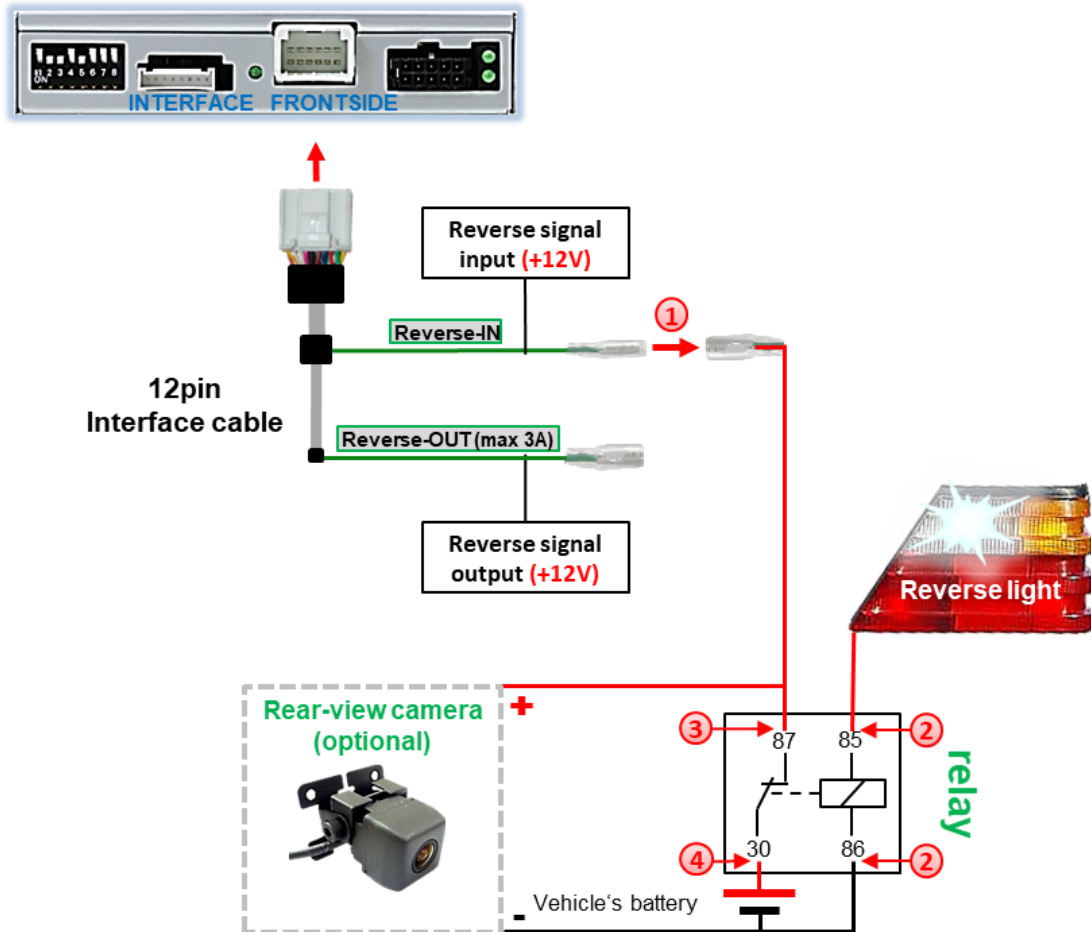 1 2 3 4 5 6 7 8
ON
INTERFACE FRONTSIDE
Reverse signal
input (+12V)
Reverse-IN
1
12pin
Interface cable
Reverse-OUT (max 3A)
Reverse signal
output (+12V)
Reverse light
Rear-view camera
(optional)
+
3
87
85
2
relay
4
30
86
2
- Vehicle‘s battery